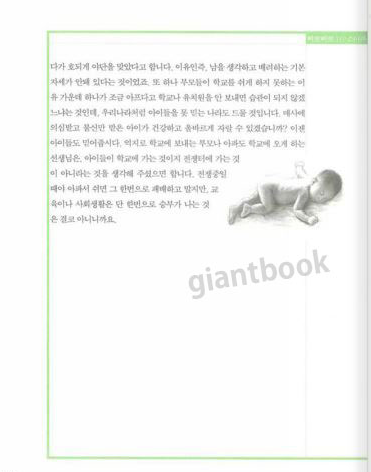 다가 호되게 야단을 맞았다고 합니다. 이유인즉, 남을 생각하고 배려하는 기본
자세가 안돼 있다는 것이었죠. 또 하나 부모들이 학교를 쉬게 하지 못하는 이
유 가운데 하나가 조금 아프다고 학교나 유치원을 안 보내면 습관이 되지 않겠
느냐는 것인데, 우리나라처럼 아이들을 못 믿는 나라도 드물 것입니다. 매사에
의심받고 불신만 받은 아이가 건강하고 올바르게 자랄 수 있겠습니까? 이젠
아이들도 믿어줍시다. 억지로 학교에 보내는 부모나 아파도 학교에 오게 하는
선생님은, 아이들이 학교에 가는 것이지 전쟁터에 가는 것
이 아니라는 것을 생각해 주셨으면 합니다. 전쟁중일
때야 아파서 쉬면 그 한번으로 패배하고 말지만, 교
육이나 사회생활은 단 한번으로 승부가 나는 것
은 결코 아니니까요.
giantbook